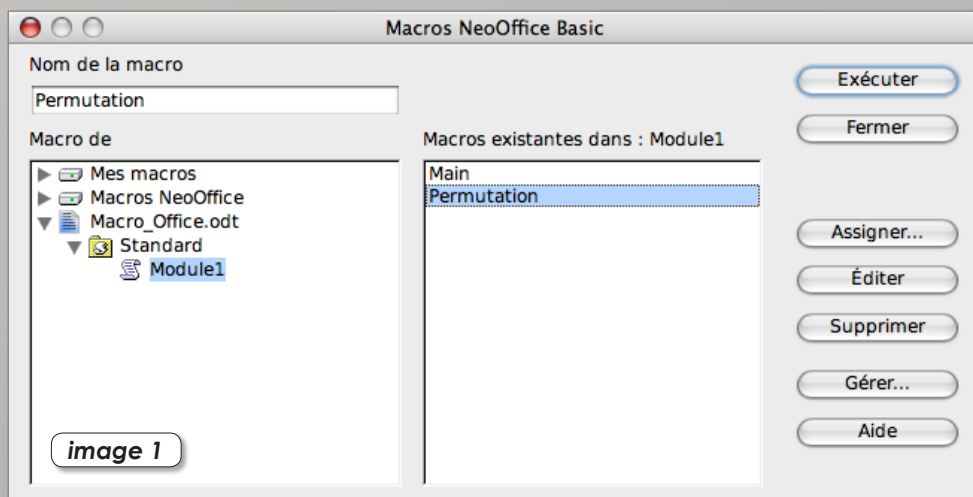 Macros NeoOffice Basic
Nom de la macro
Permutation
Macro de
Mes macros
Macros NeoOffice
Macro_Office.odt
Standard
Module1
Macros existantes dans : Module1
Main
Permutation
Exécuter
Fermer
Assigner...
Éditer
Supprimer
Gérer...
Aide
image 1